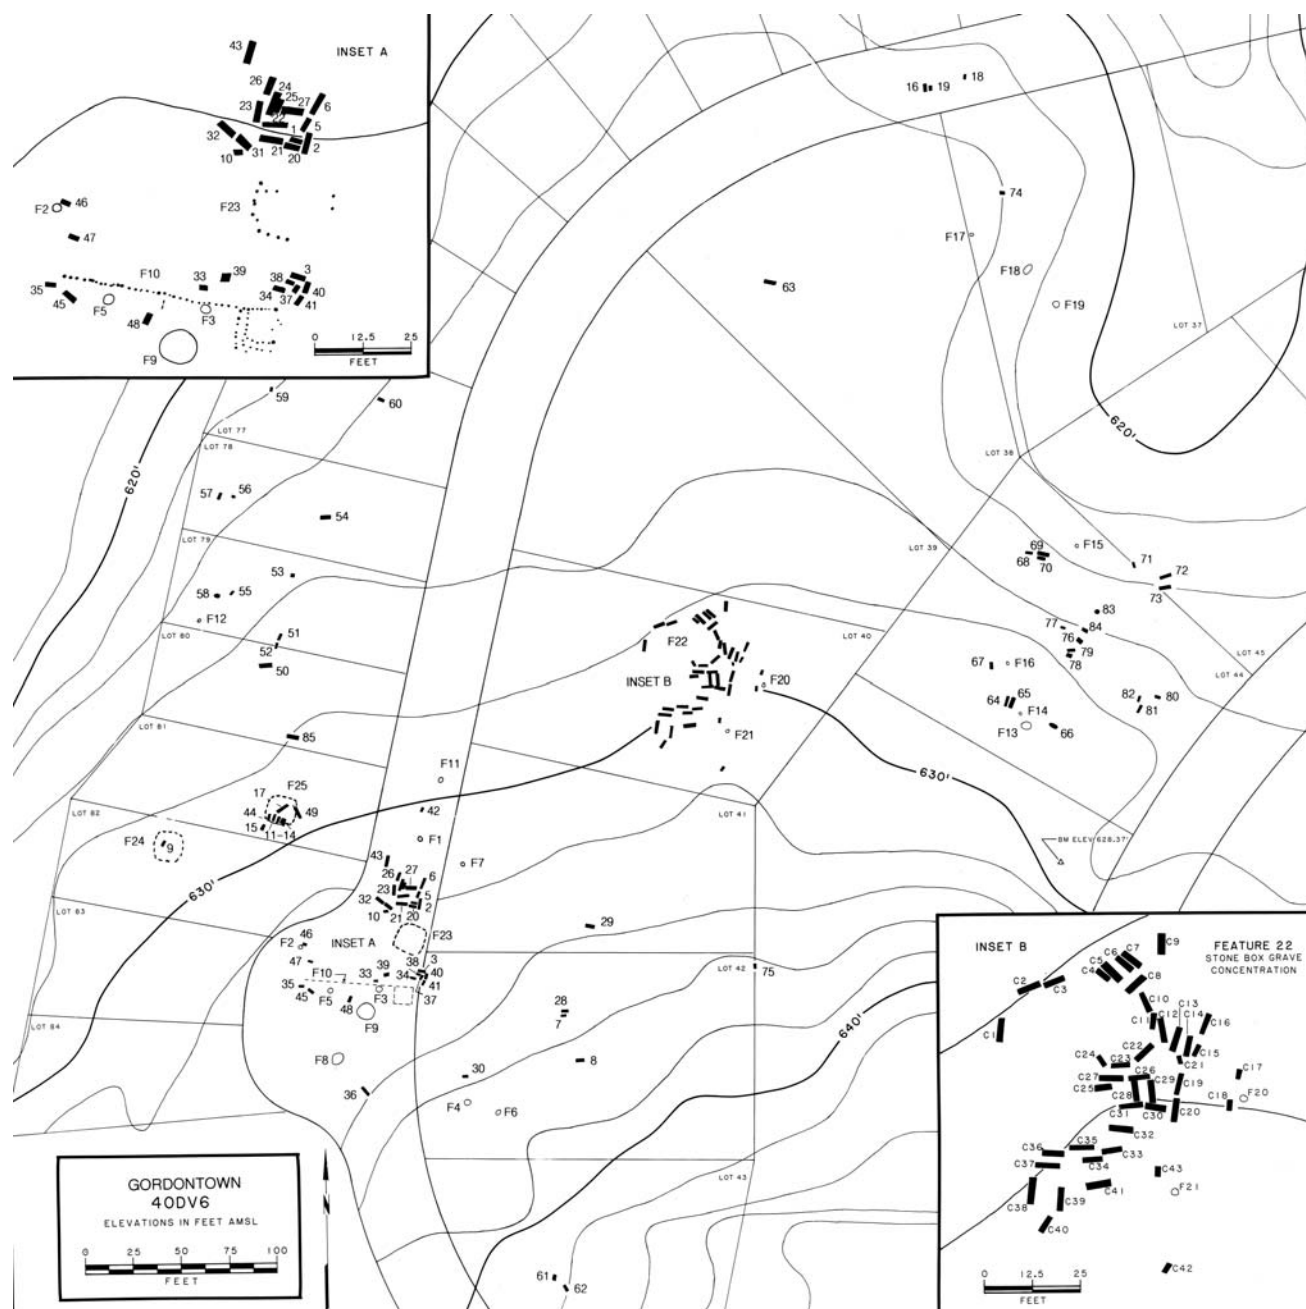 INSET A
43
26
24
25
23
27
6
22
32
1
5
31
21
20
2
10
F2
46
F23
47
F10
33
39
38
3
35
45
F5
34
37
40
41
48
F3
F9
0 12.5 25
FEET
16
19
18
74
F17
F18
F19
63
LOT 37
620'
LOT 38
59
60
LOT 77
LOT 78
620'
57
56
54
LOT 79
53
58
55
F12
LOT 80
51
52
50
LOT 81
85
LOT 39
69
68
70
F15
71
72
73
83
77
84
76
79
78
67
F16
LOT 45
LOT 44
64
65
F14
F13
66
82
80
81
LOT 40
F22
INSET B
F20
F21
630'
F11
17
F25
44
49
15
11-14
LOT 82
F24
9
42
F1
LOT 41
BM ELEV 628.37'
630'
43
26
27
6
F7
23
5
32
2
10
21
20
LOT 83
46
F2
INSET A
F23
29
47
38
3
39
F10
33
34
40
41
35
45
F5
F3
37
48
F9
LOT 42
75
28
7
640'
LOT 84
F8
30
8
36
F4
F6
LOT 43
61
62
GORDONTOWN
40DV6
ELEVATIONS IN FEET AMSL
0 25 50 75 100
FEET
N
INSET B
FEATURE 22
STONE BOX GRAVE
CONCENTRATION
C9
C7
C6
C5
C4
C2
C3
C8
C1
C10
C13
C12
C14
C11
C16
C15
C22
C21
C24
C23
C17
C27
C26
C25
C29
C19
C28
F20
C18
C31
C30
C20
C32
C36
C35
C33
C37
C34
C43
C38
C39
C41
F21
C40
C42
0 12.5 25
FEET